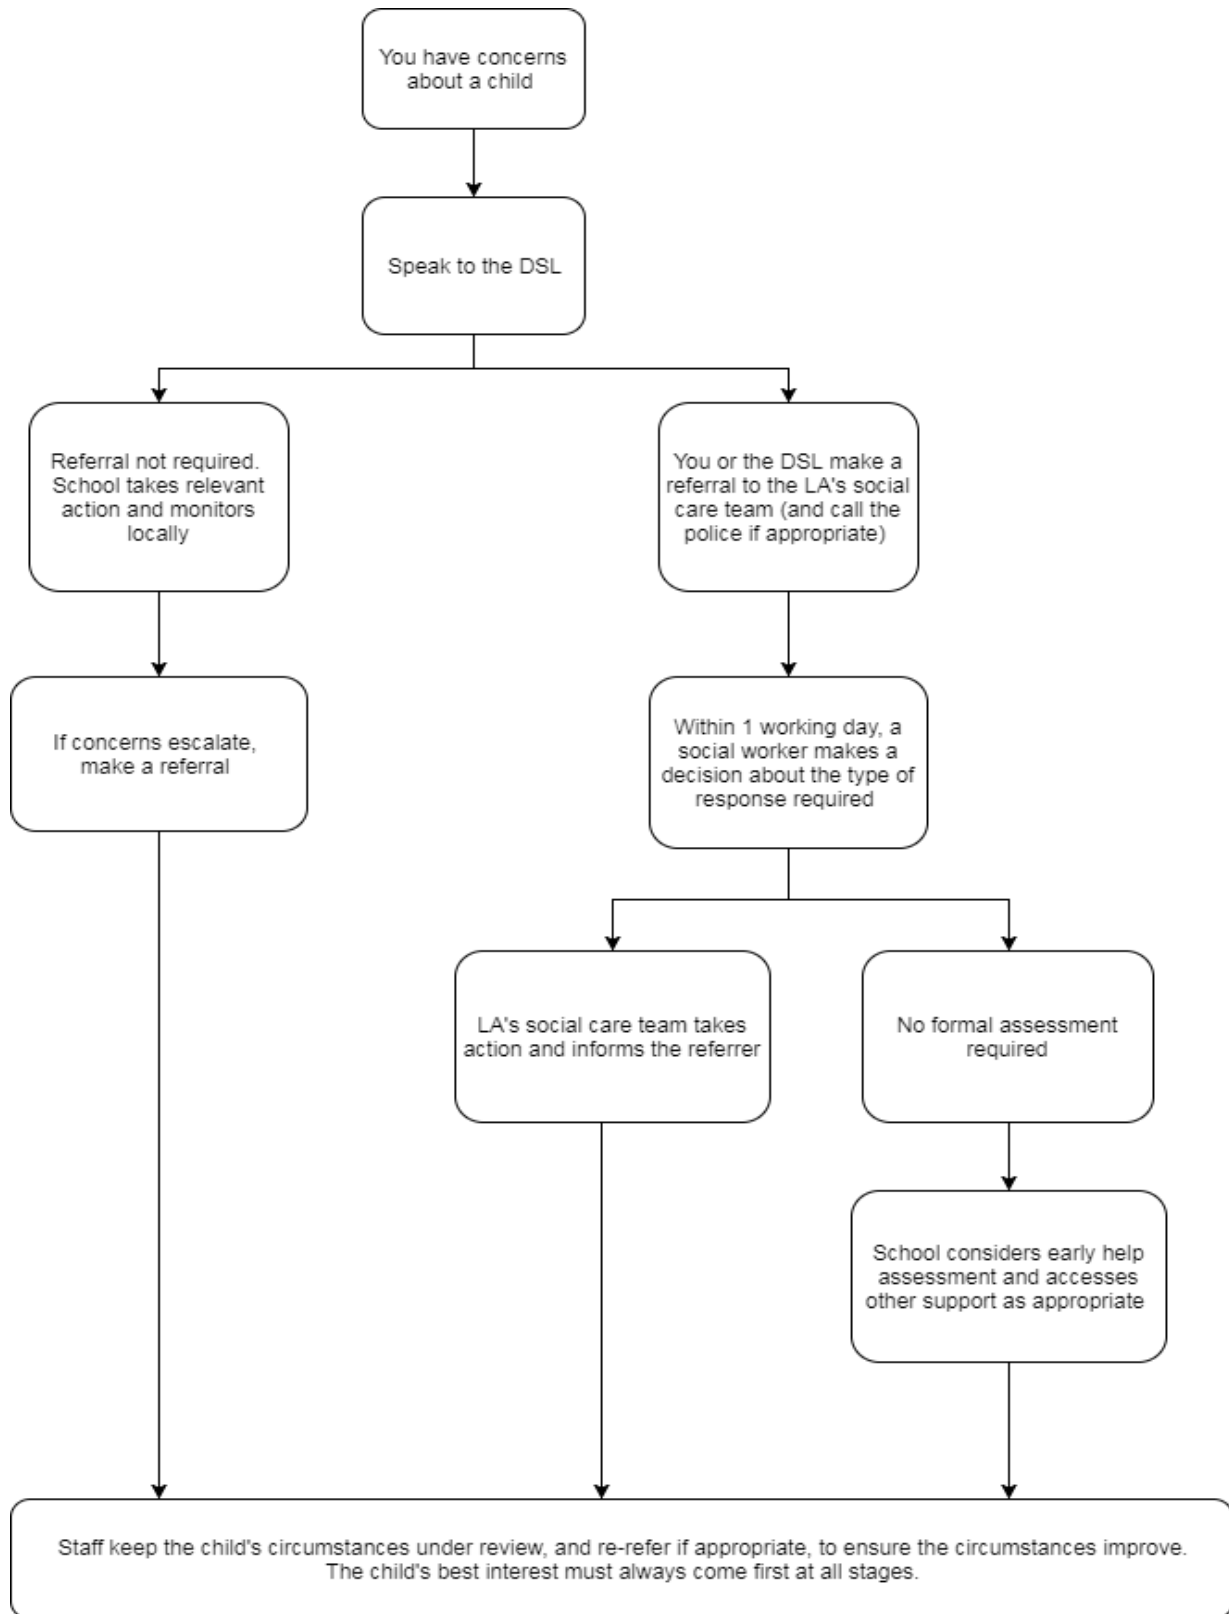 You have concerns
about a child
Speak to the DSL
Referral not required.
School takes relevant
action and monitors
locally
You or the DSL make a
referral to the LA's social
care team (and call the
police if appropriate)
If concerns escalate,
make a referral
Within 1 working day, a
social worker makes a
decision about the type of
response required
LA's social care team takes
action and informs the referrer
No formal assessment
required
School considers early help
assessment and accesses
other support as appropriate
Staff keep the child's circumstances under review, and re-refer if appropriate, to ensure the circumstances improve.
The child's best interest must always come first at all stages.